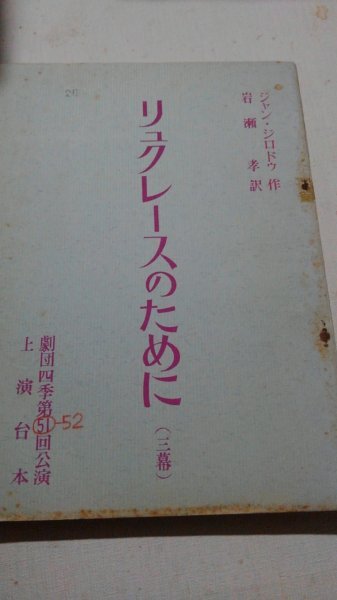 ジャン・ジロドゥ作
岩瀬孝訳
リュクレースのために
(三幕)
劇団四季第51回公演
-52
上演台本
20